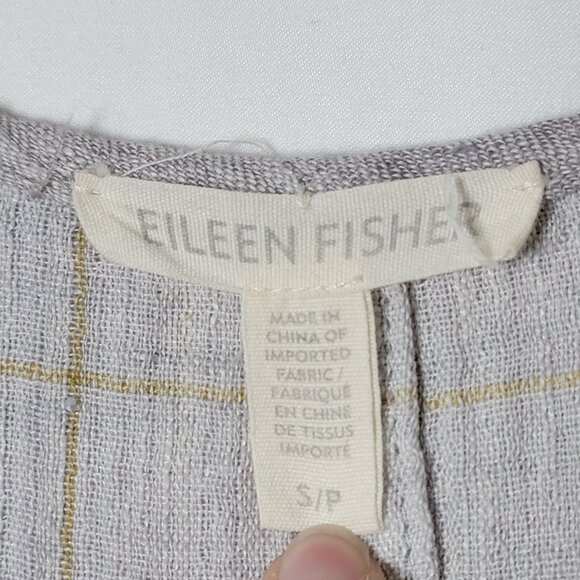 EILEEN FISHER
MADE IN
CHINA OF
IMPORTED
FABRIC /
FABRIQUÉ
EN CHINE
DE TISSUS
IMPORTÉ
S/P